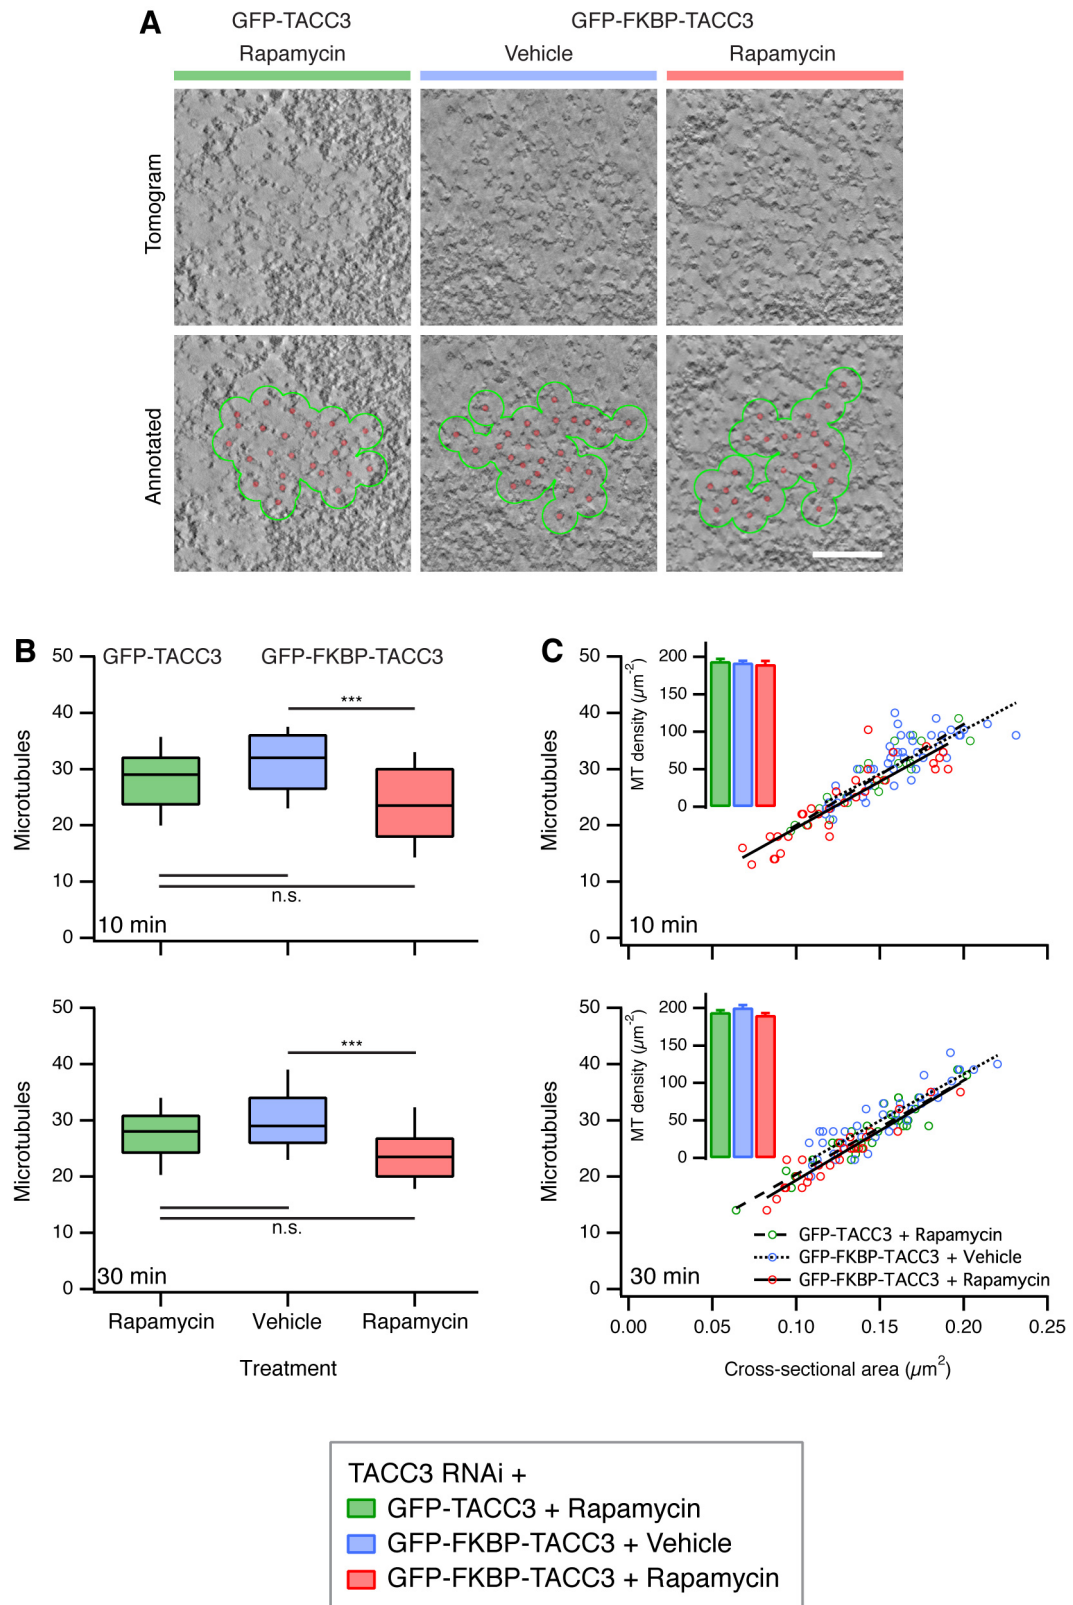 A
GFP-TACC3
GFP-FKBP-TACC3
Rapamycin
Vehicle
Rapamycin
Tomogram
Annotated
B
GFP-TACC3
GFP-FKBP-TACC3
Microtubules
50
40
30
20
10
0
***
n.s.
10 min
Microtubules
50
40
30
20
10
0
***
n.s.
30 min
Rapamycin
Vehicle
Rapamycin
Treatment
C
Microtubules
50
40
30
20
10
0
MT density (µm-2)
200
150
100
50
0
10 min
Microtubules
50
40
30
20
10
0
MT density (µm-2)
200
150
100
50
0
GFP-TACC3 + Rapamycin
GFP-FKBP-TACC3 + Vehicle
GFP-FKBP-TACC3 + Rapamycin
30 min
0.00
0.05
0.10
0.15
0.20
0.25
Cross-sectional area (µm2)
TACC3 RNAi +
GFP-TACC3 + Rapamycin
GFP-FKBP-TACC3 + Vehicle
GFP-FKBP-TACC3 + Rapamycin